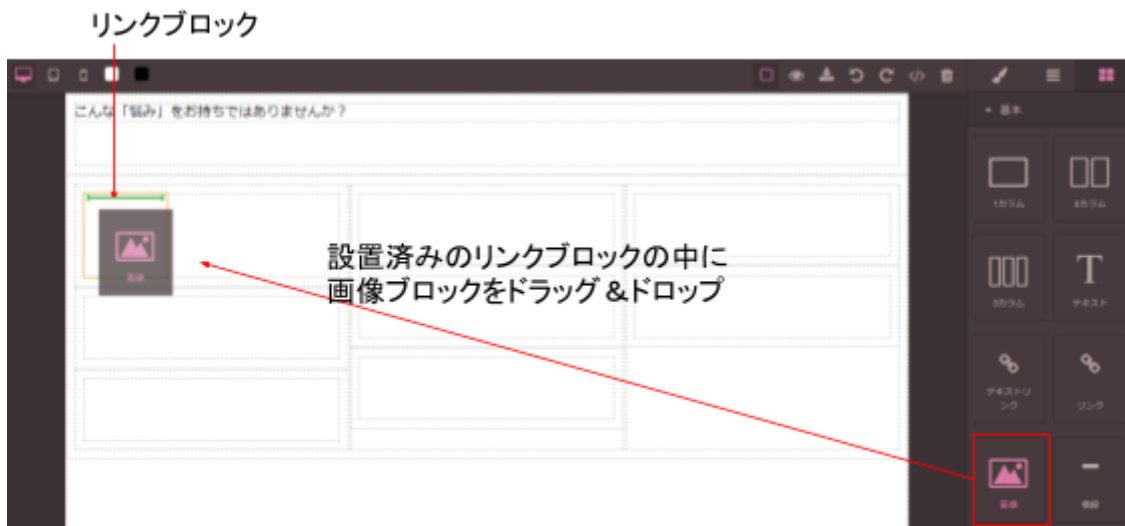 リンクブロック
こんな「悩み」をお持ちではありませんか？
基本
1カラム
2カラム
画像
設置済みのリンクブロックの中に
画像ブロックをドラッグ＆ドロップ
3カラム
T
テキスト
テキストリ
ンク
リンク
画像